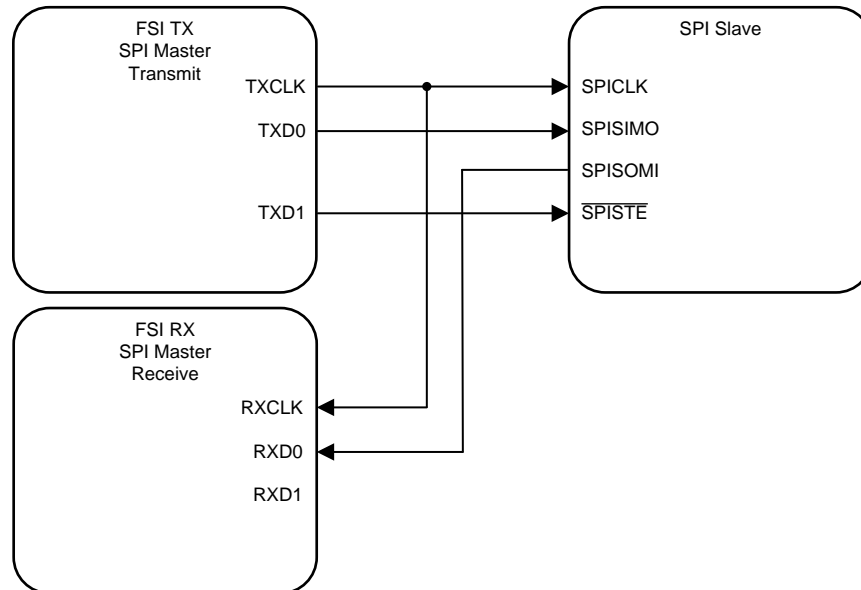 FSI TX
SPI Master
Transmit
TXCLK
TXD0
TXD1
SPI Slave
SPICLK
SPISIMO
SPISOMI
SPISTE
FSI RX
SPI Master
Receive
RXCLK
RXD0
RXD1